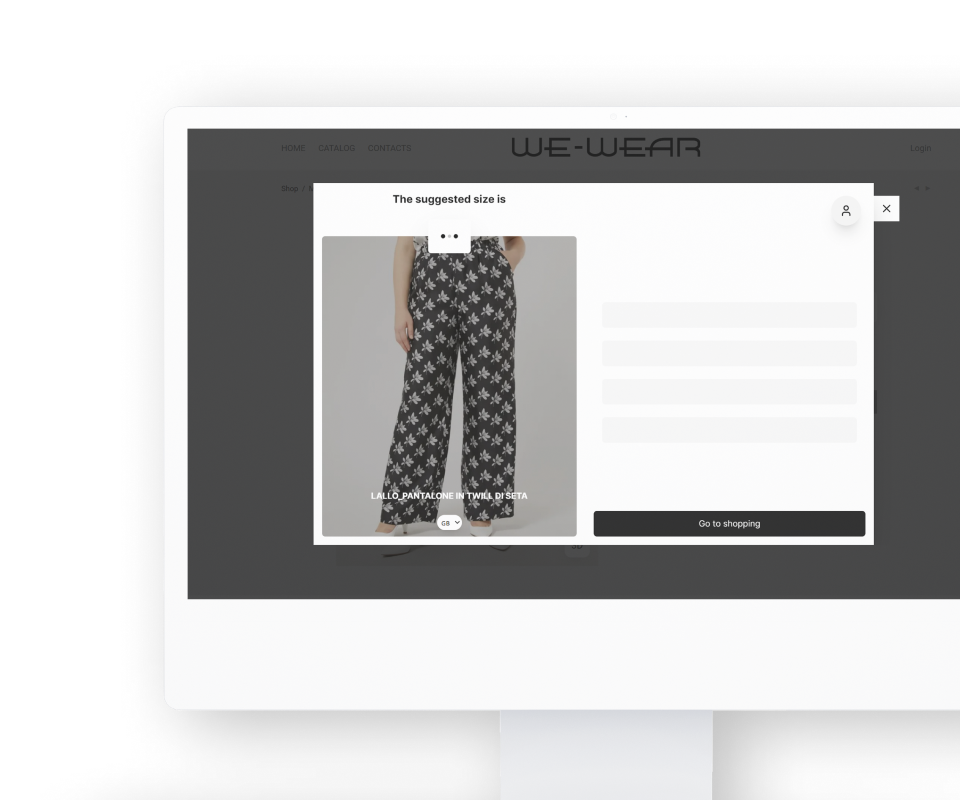 HOME CATALOG CONTACTS
WE-WEAR
Login
Shop /
The suggested size is
LALLO_PANTALONE IN TWILL DI SETA
GB
Go to shopping
3D